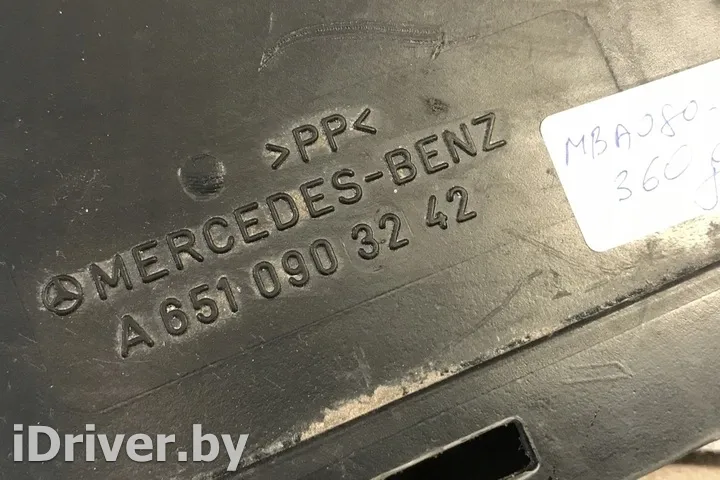 >PP<
MERCEDES-BENZ
A 651 090 32 42
MBA080-
360
iDriver.by